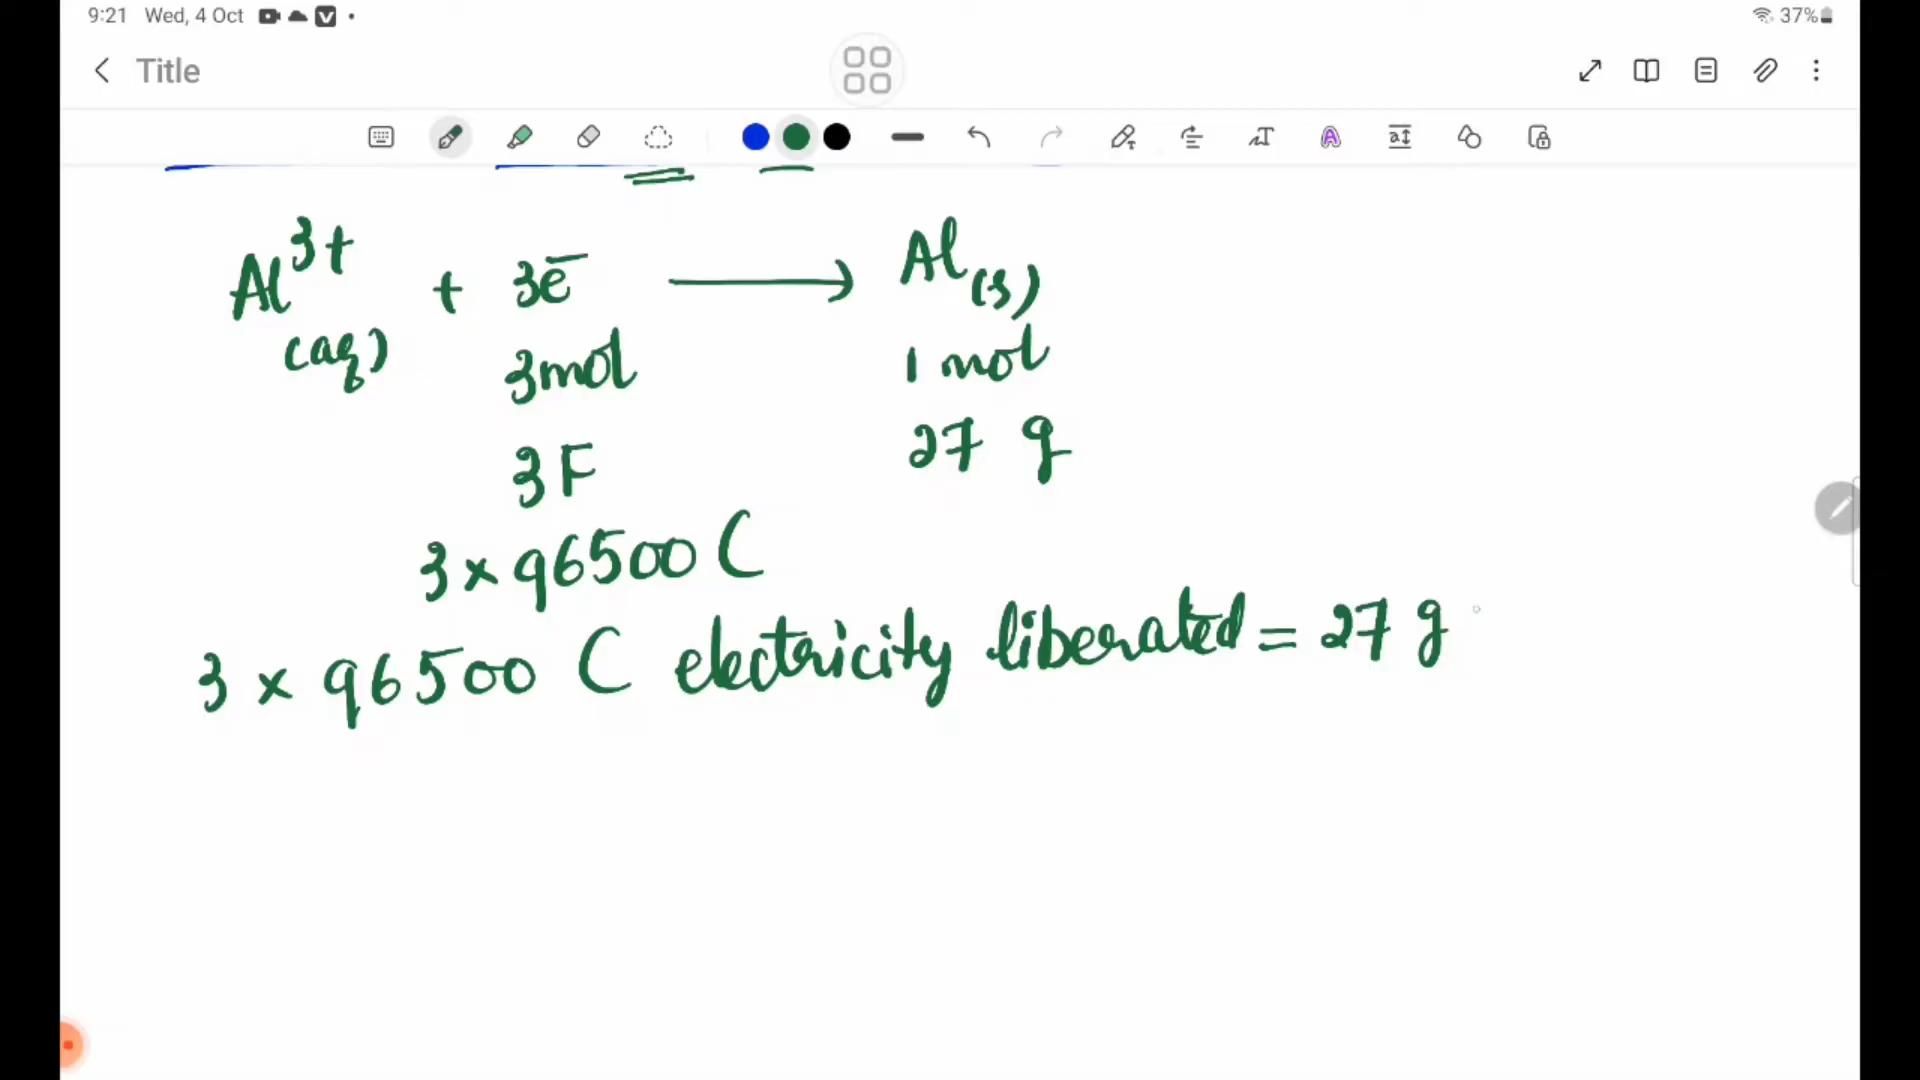 9:21 Wed, 4 Oct 37%
Title
Al³⁺ (aq) + 3e⁻ ⟶ Al(s)
3mol 1 mol
3F 27 g
3 × 96500 C
3 × 96500 C electricity liberated = 27 g